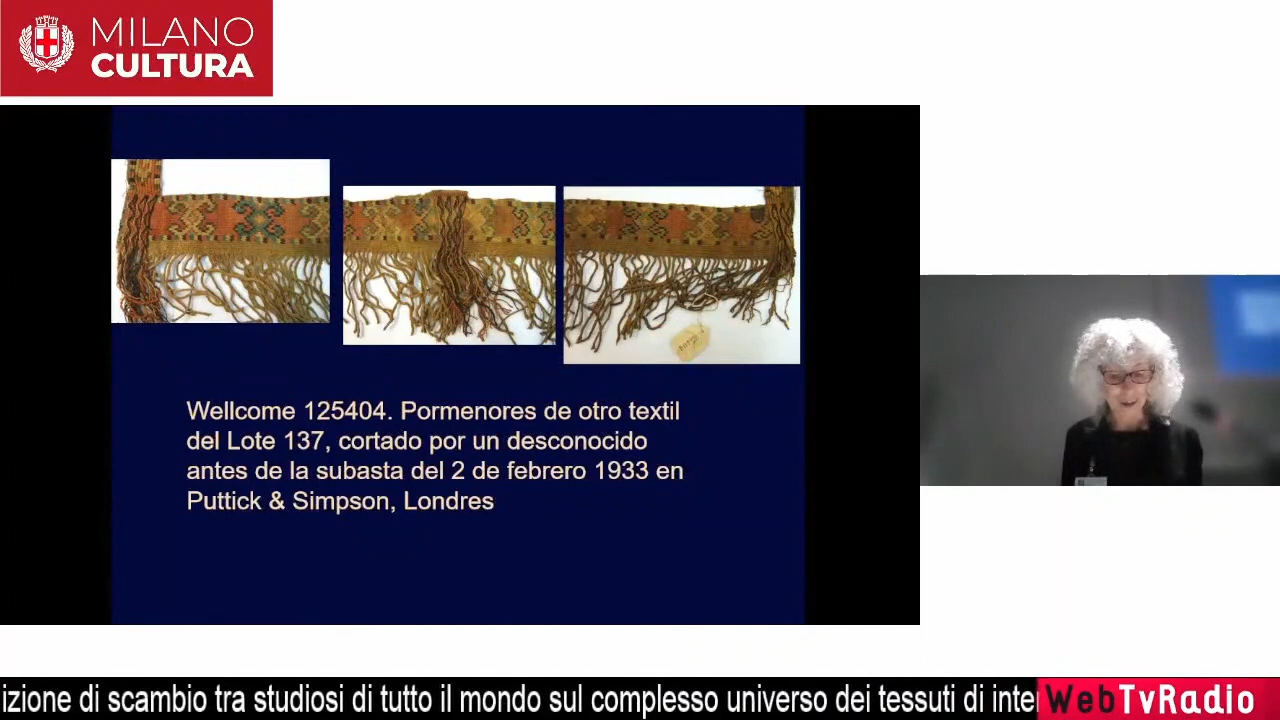 MILANO
CULTURA
Wellcome 125404. Pormenores de otro textil
del Lote 137, cortado por un desconocido
antes de la subasta del 2 de febrero 1933 en
Puttick & Simpson, Londres
izione di scambio tra studiosi di tutto il mondo sul complesso universo dei tessuti di inte
WebTvRadio